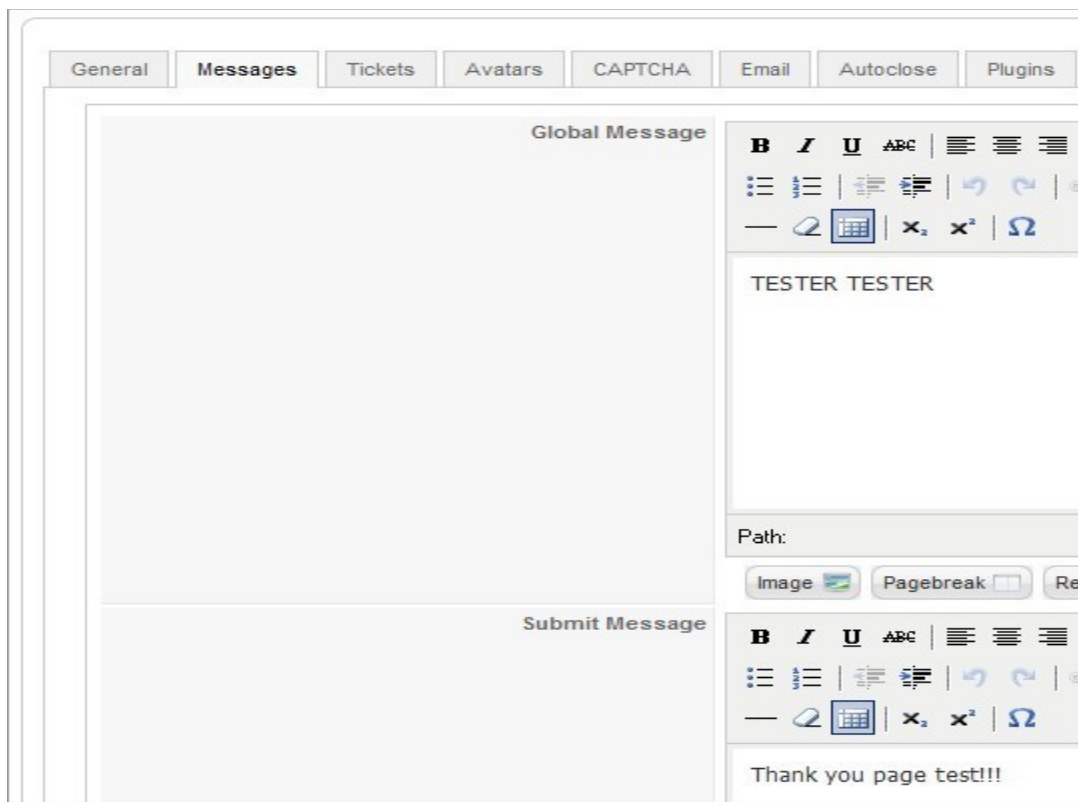 General Messages Tickets Avatars CAPTCHA Email Autoclose Plugins
Global Message
B I U ABC
TESTER TESTER
Path:
Image Pagebreak Re
Submit Message
B I U ABC
Thank you page test!!!